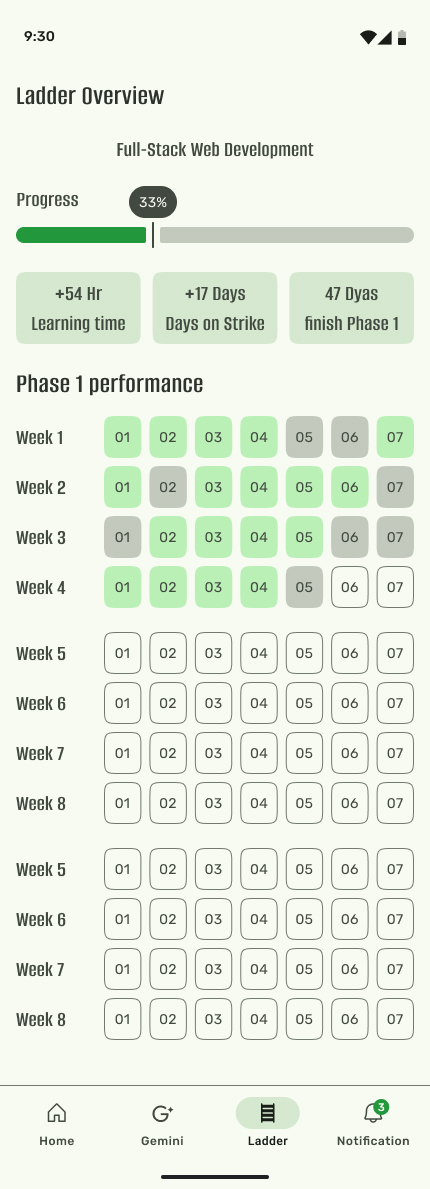 9:30
Ladder Overview
Full-Stack Web Development
Progress
33%
+54 Hr
Learning time
+17 Days
Days on Strike
47 Dyas
finish Phase 1
Phase 1 performance
Week 1 01 02 03 04 05 06 07
Week 2 01 02 03 04 05 06 07
Week 3 01 02 03 04 05 06 07
Week 4 01 02 03 04 05 06 07
Week 5 01 02 03 04 05 06 07
Week 6 01 02 03 04 05 06 07
Week 7 01 02 03 04 05 06 07
Week 8 01 02 03 04 05 06 07
Week 5 01 02 03 04 05 06 07
Week 6 01 02 03 04 05 06 07
Week 7 01 02 03 04 05 06 07
Week 8 01 02 03 04 05 06 07
3
Home Gemini Ladder Notification